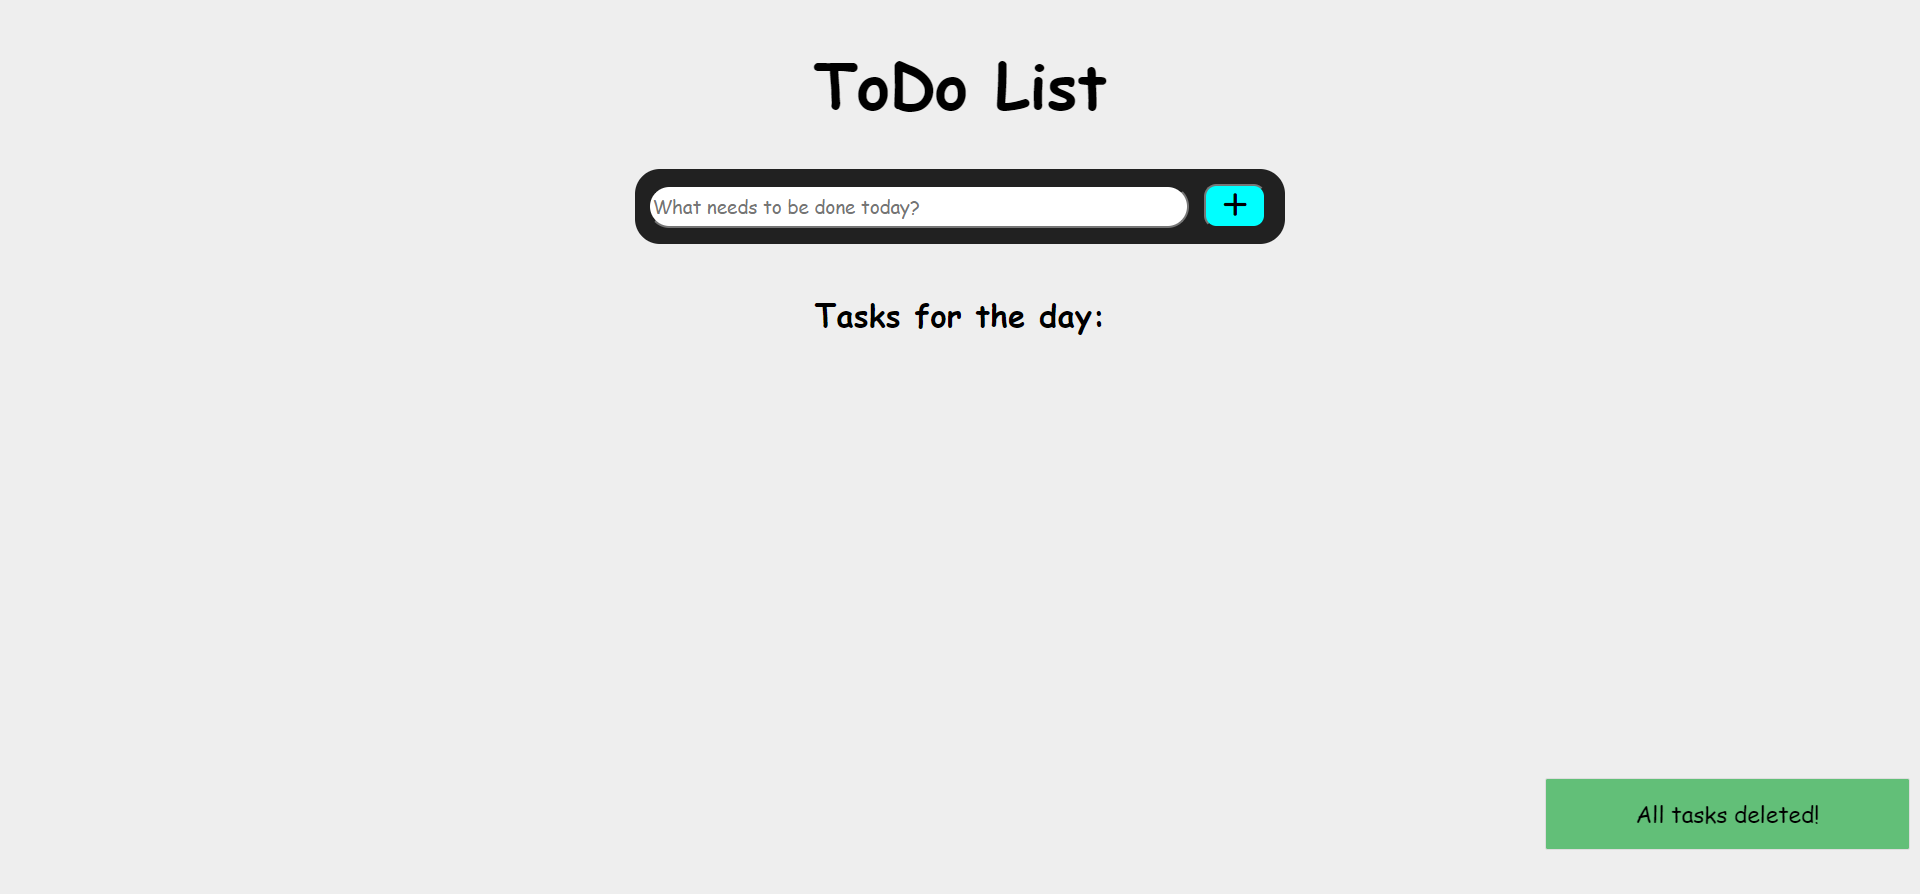 ToDo List
What needs to be done today?
+
Tasks for the day:
All tasks deleted!